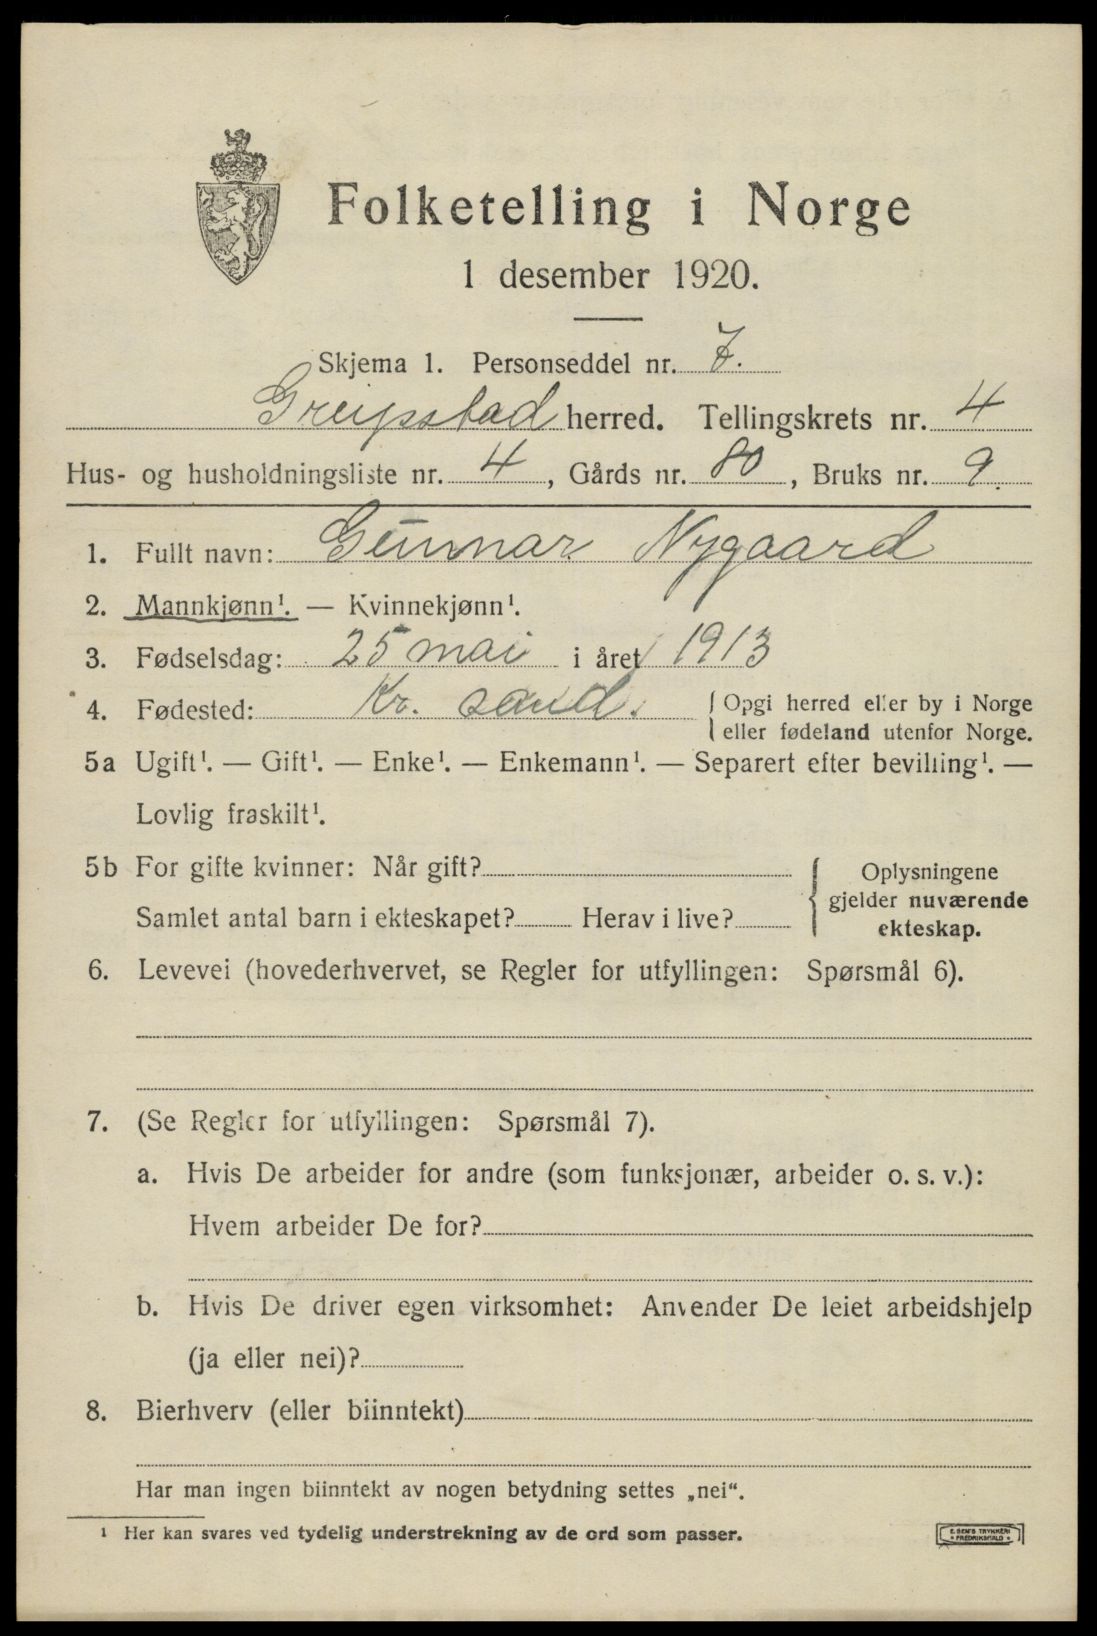 Folketelling i Norge
1 desember 1920.
Skjema 1. Personseddel nr. 7.
Greipstad herred. Tellingskrets nr. 4
Hus- og husholdningsliste nr. 4, Gårds nr. 80, Bruks nr. 9.
1. Fullt navn: Gunnar Nygaard
2. Mannkjønn¹. — Kvinnekjønn¹.
3. Fødselsdag: 25 mai i året 1913
4. Fødested: Kr. sand. { Opgi herred eller by i Norge
eller fødeland utenfor Norge.
5a Ugift¹. — Gift¹. — Enke¹. — Enkemann¹. — Separert efter bevilling¹. —
Lovlig fraskilt¹.
5b For gifte kvinner: Når gift?
Samlet antal barn i ekteskapet? Herav i live?
{ Oplysningene
gjelder nuværende
ekteskap.
6. Levevei (hovederhvervet, se Regler for utfyllingen: Spørsmål 6).
7. (Se Regler for utfyllingen: Spørsmål 7).
a. Hvis De arbeider for andre (som funksjonær, arbeider o. s. v.):
Hvem arbeider De for?
b. Hvis De driver egen virksomhet: Anvender De leiet arbeidshjelp
(ja eller nei)?
8. Bierhverv (eller biinntekt)
Har man ingen biinntekt av nogen betydning settes „nei“.
¹ Her kan svares ved tydelig understrekning av de ord som passer.
E. SEM'S TRYKKERI
• FREDRIKSHALD •